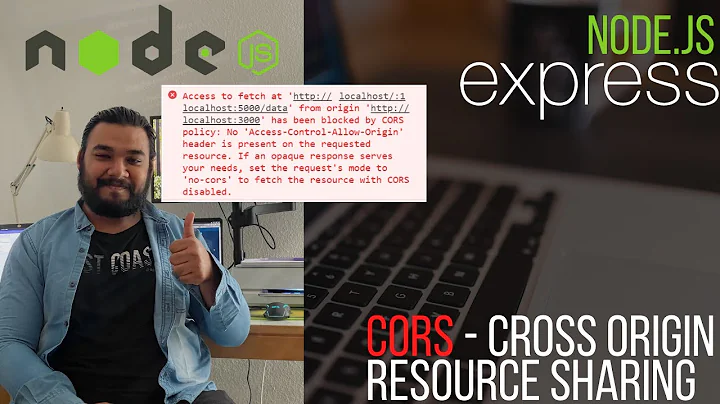 node
JS
NODE.JS
express
Access to fetch at 'http:// localhost/:1
localhost:5000/data' from origin 'http://
localhost:3000' has been blocked by CORS
policy: No 'Access-Control-Allow-Origin'
header is present on the requested
resource. If an opaque response serves
your needs, set the request's mode to
'no-cors' to fetch the resource with CORS
disabled.
COAST
CORS - CROSS ORIGIN
RESOURCE SHARING